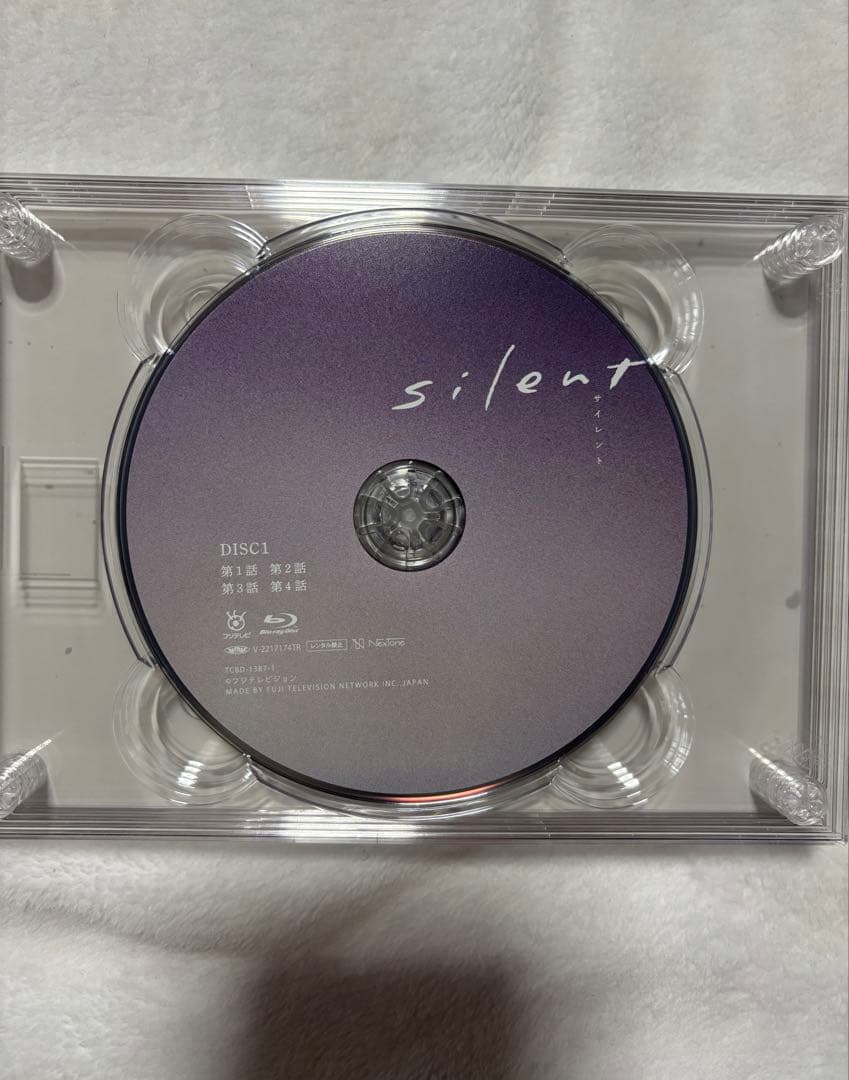 silent
サイレント
DISC1
第1話 第2話
第3話 第4話
フジテレビ Blu-ray Disc
V-2217174TR レンタル禁止 NexTone
TCBD-1387-1
©フジテレビジョン
MADE BY FUJI TELEVISION NETWORK INC.,JAPAN